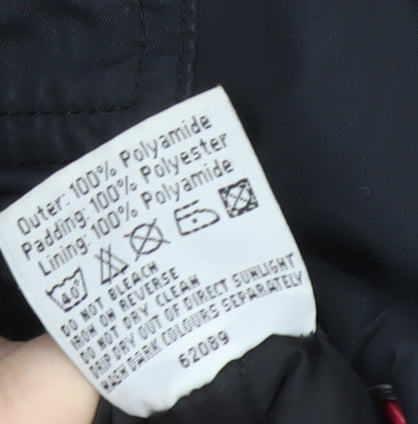 Outer: 100% Polyamide
Padding: 100% Polyester
Lining: 100% Polyamide
40°
DO NOT BLEACH
IRON ON REVERSE
DO NOT DRY CLEAN
DRY OUT OF DIRECT SUNLIGHT
WASH DARK COLOURS SEPARATELY
62089